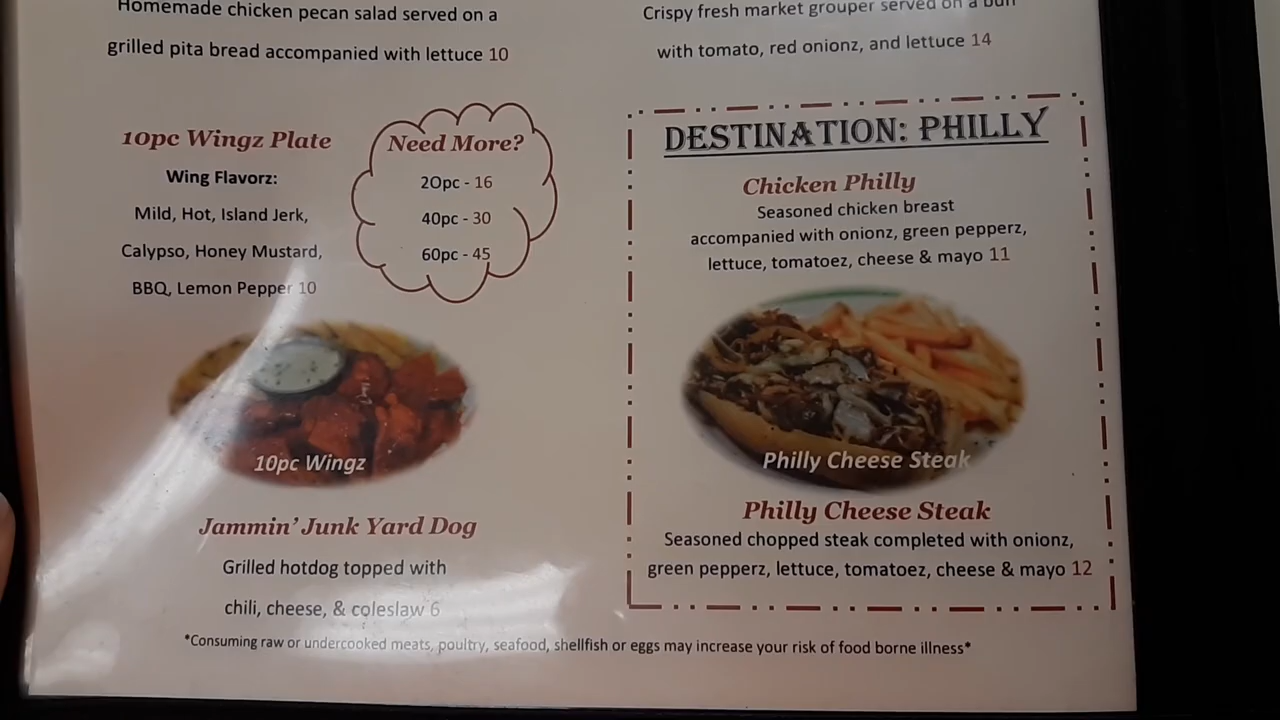 Homemade chicken pecan salad served on a
grilled pita bread accompanied with lettuce 10
10pc Wingz Plate
Wing Flavorz:
Mild, Hot, Island Jerk,
Calypso, Honey Mustard,
BBQ, Lemon Pepper 10
Need More?
20pc - 16
40pc - 30
60pc - 45
10pc Wingz
Jammin' Junk Yard Dog
Grilled hotdog topped with
chili, cheese, & coleslaw 6
Crispy fresh market grouper served on a bun
with tomato, red onionz, and lettuce 14
DESTINATION: PHILLY
Chicken Philly
Seasoned chicken breast
accompanied with onionz, green pepperz,
lettuce, tomatoez, cheese & mayo 11
Philly Cheese Steak
Philly Cheese Steak
Seasoned chopped steak completed with onionz,
green pepperz, lettuce, tomatoez, cheese & mayo 12
*Consuming raw or undercooked meats, poultry, seafood, shellfish or eggs may increase your risk of food borne illness*